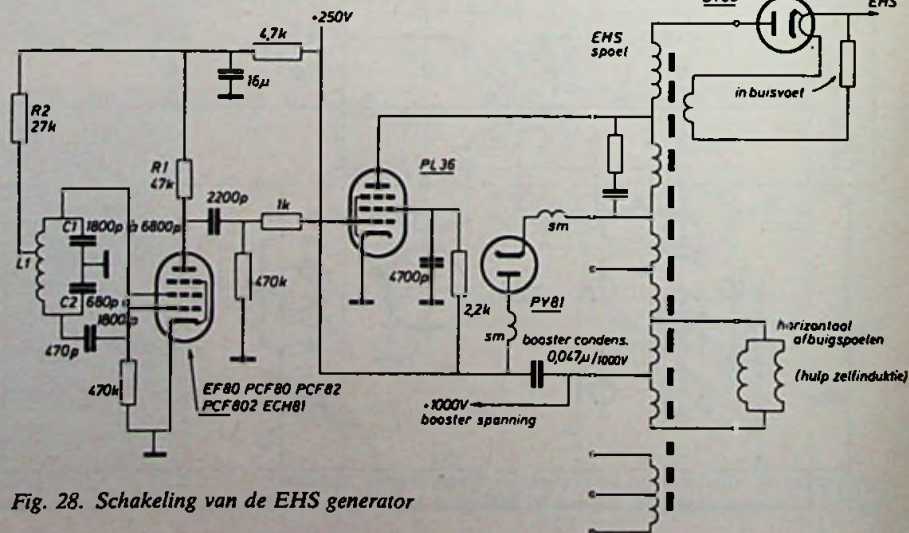 +250V
4,7k
16µ
R2
27k
R1
47k
2200p
1k
PL36
EHS
spoel
EHS
in buisvoet
C1
1800p à 6800p
L1
C2
680p à
1800p
470p
470k
470k
4700p
2,2k
sm
PY81
sm
booster condens.
0,047µ/1000V
+1000V
booster spanning
horizontaal
afbuigspoelen
(hulp zelfinduktie)
EF80 PCF80 PCF82
PCF802 ECH81
Fig. 28. Schakeling van de EHS generator